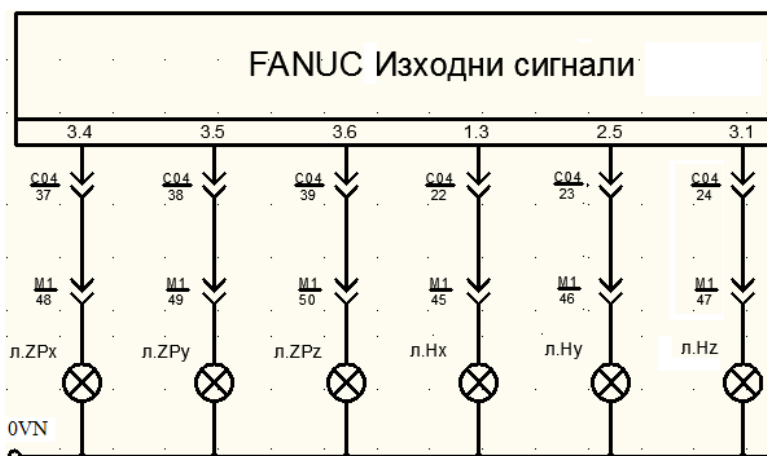 FANUC Изходни сигнали
3.4 3.5 3.6 1.3 2.5 3.1
C04 C04 C04 C04 C04 C04
37 38 39 22 23 24
M1 M1 M1 M1 M1 M1
48 49 50 45 46 47
л.ZPx л.ZPy л.ZPz л.Hx л.Hy л.Hz
0VN